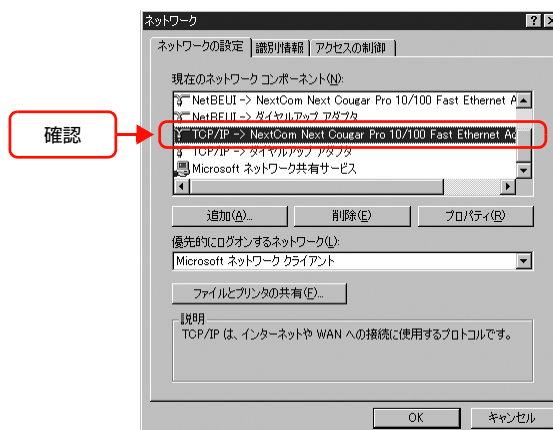 ネットワーク
ネットワークの設定 識別情報 アクセスの制御
現在のネットワーク コンポーネント(N):
NetBEUI -> NextCom Next Cougar Pro 10/100 Fast Ethernet A
NetBEUI -> ダイヤルアップ アダプタ
確認
TCP/IP -> NextCom Next Cougar Pro 10/100 Fast Ethernet Ad
TCP/IP -> ダイヤルアップ アダプタ
Microsoft ネットワーク共有サービス
追加(A)... 削除(E) プロパティ(R)
優先的にログオンするネットワーク(L):
Microsoft ネットワーク クライアント
ファイルとプリンタの共有(F)...
説明
TCP/IP は、インターネットや WAN への接続に使用するプロトコルです。
OK キャンセル